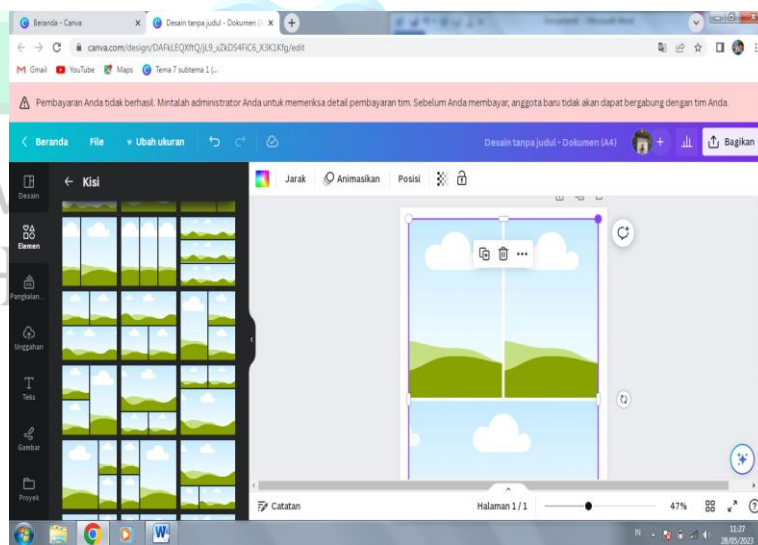 Beranda - Canva
Desain tanpa judul - Dokumen (
canva.com/design/DAFkLEQXftQ/jL9_xZkDS4FiC6_X3K1Kfg/edit
Gmail YouTube Maps Tema 7 subtema 1 (...
Pembayaran Anda tidak berhasil. Mintalah administrator Anda untuk memeriksa detail pembayaran tim. Sebelum Anda membayar, anggota baru tidak akan dapat bergabung dengan tim Anda.
Beranda File Ubah ukuran Desain tanpa judul - Dokumen (A4) Bagikan
Kisi Jarak Animasikan Posisi
Desain
Elemen
Pangkalan...
Unggahan
Teks
Gambar
Proyek
Catatan Halaman 1 / 1 47%
IN 11:27
28/05/2023